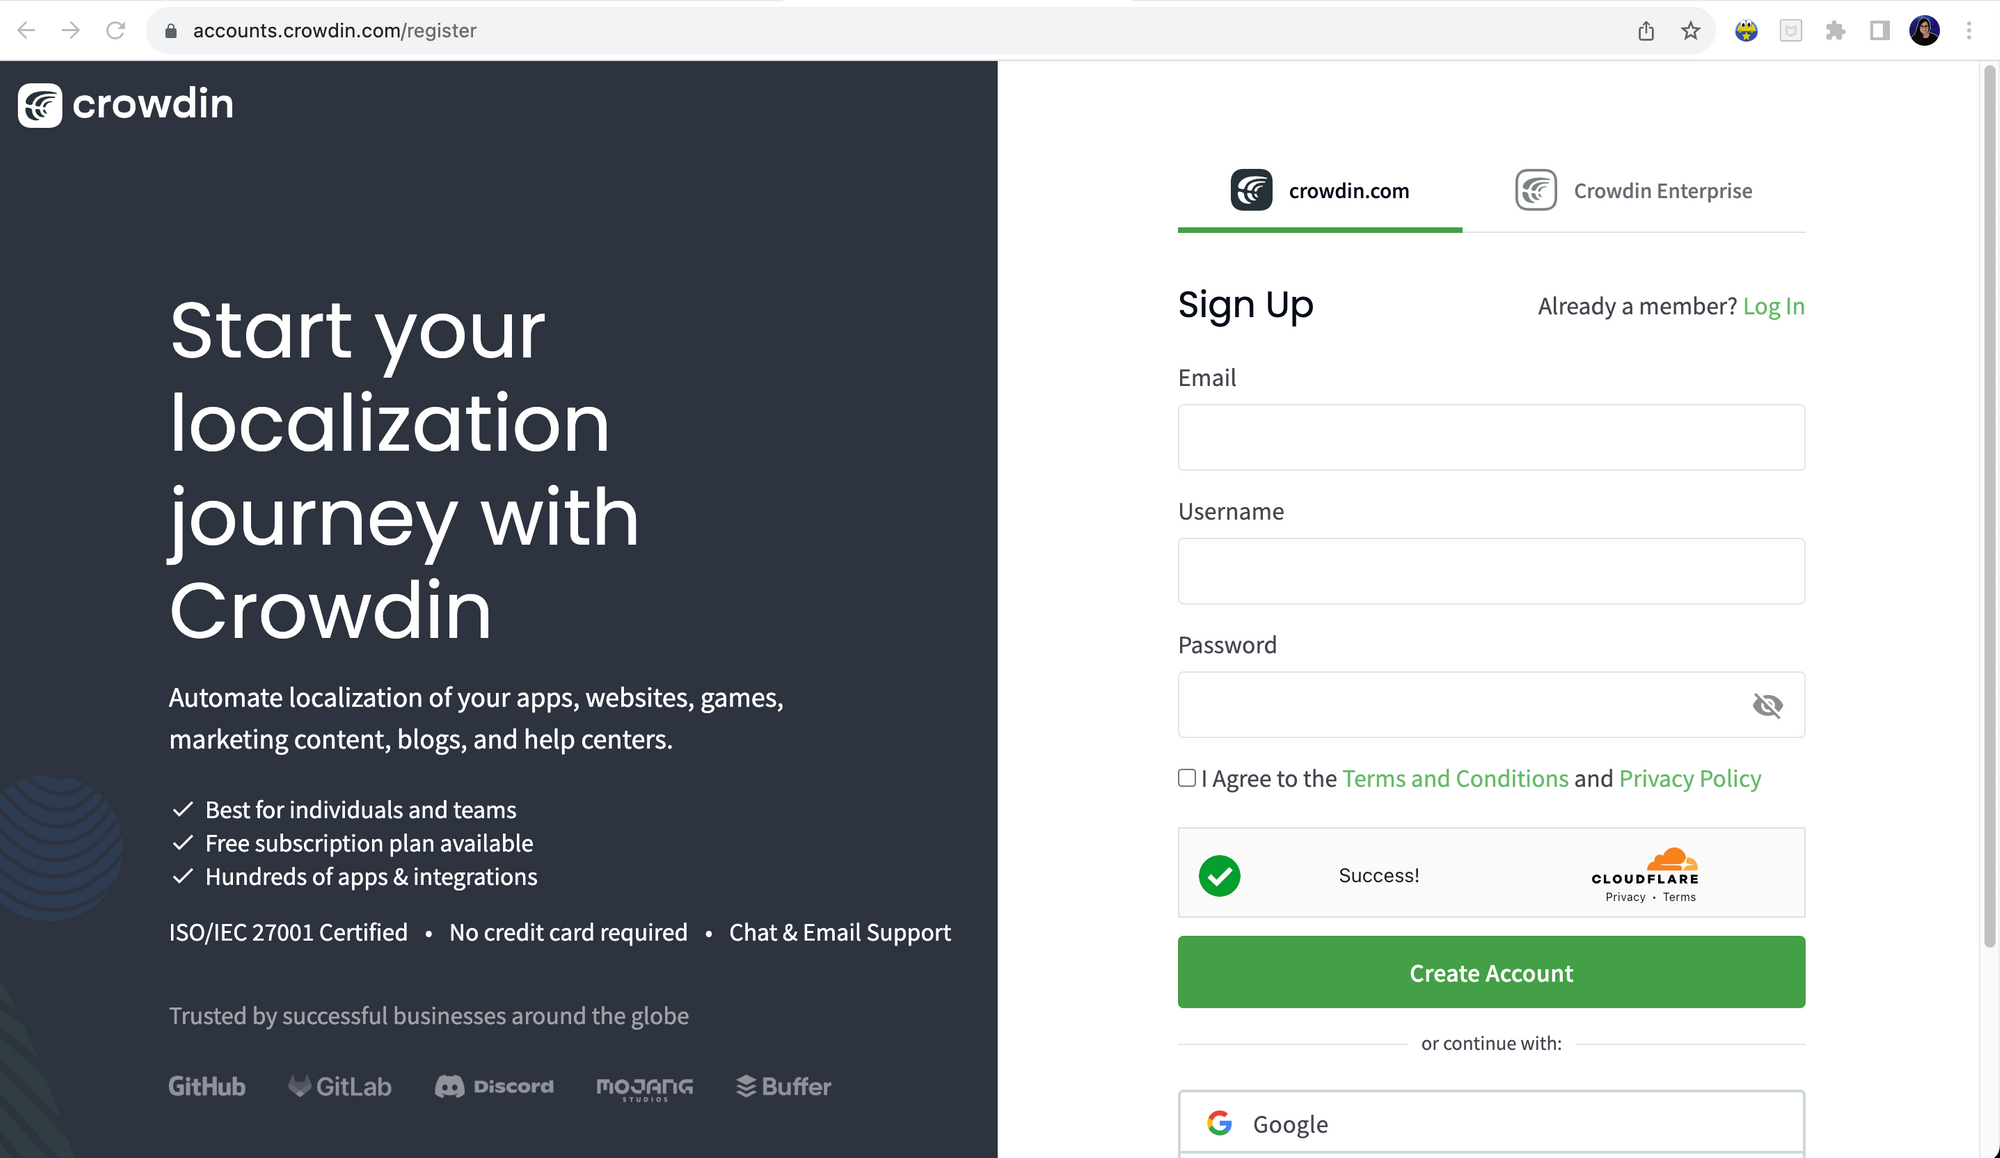 accounts.crowdin.com/register
crowdin
Start your
localization
journey with
Crowdin
Automate localization of your apps, websites, games,
marketing content, blogs, and help centers.
Best for individuals and teams
Free subscription plan available
Hundreds of apps & integrations
ISO/IEC 27001 Certified • No credit card required • Chat & Email Support
Trusted by successful businesses around the globe
GitHub GitLab Discord MOJANG STUDIOS Buffer
crowdin.com Crowdin Enterprise
Sign Up Already a member? Log In
Email
Username
Password
I Agree to the Terms and Conditions and Privacy Policy
Success! CLOUDFLARE
Privacy • Terms
Create Account
or continue with:
Google